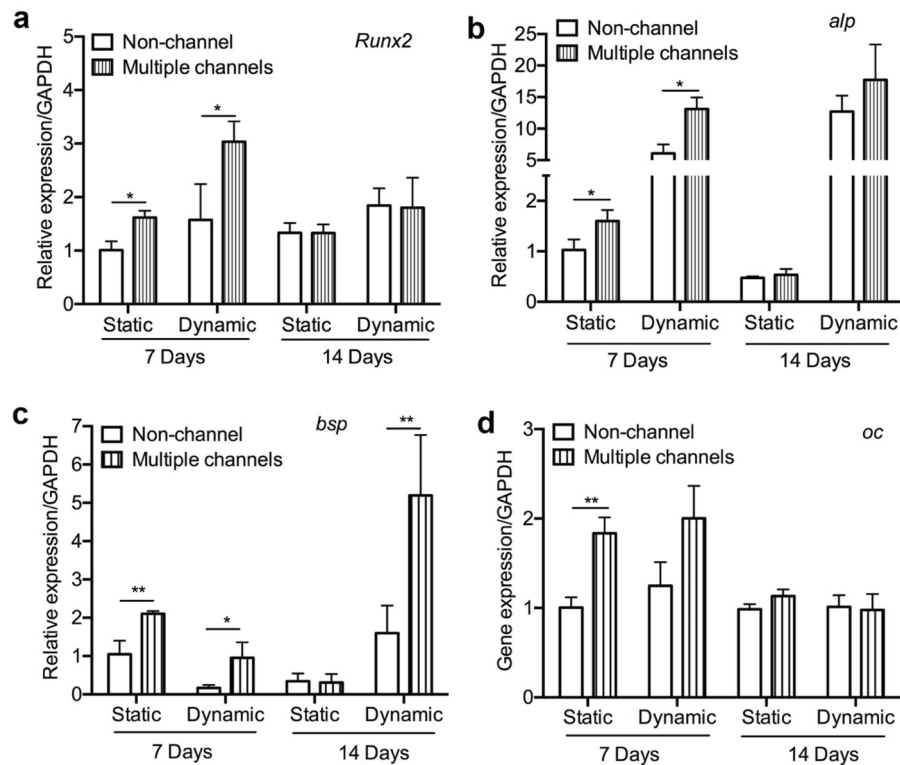 a
Runx2
Non-channel
Multiple channels
Relative expression/GAPDH
5
4
3
2
1
0
*
*
Static Dynamic Static Dynamic
7 Days 14 Days
b
alp
Non-channel
Multiple channels
Relative expression/GAPDH
25
20
15
10
5
2
1
0
*
*
Static Dynamic Static Dynamic
7 Days 14 Days
c
bsp
Non-channel
Multiple channels
Relative expression/GAPDH
7
6
5
4
3
2
1
0
**
*
**
Static Dynamic Static Dynamic
7 Days 14 Days
d
oc
Non-channel
Multiple channels
Gene expression/GAPDH
3
2
1
0
**
Static Dynamic Static Dynamic
7 Days 14 Days